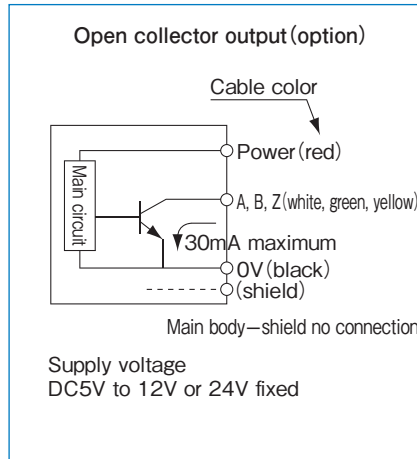 Open collector output(option)
Cable color
Power(red)
Main circuit
A, B, Z(white, green, yellow)
30mA maximum
0V(black)
(shield)
Main body−shield no connection
Supply voltage
DC5V to 12V or 24V fixed